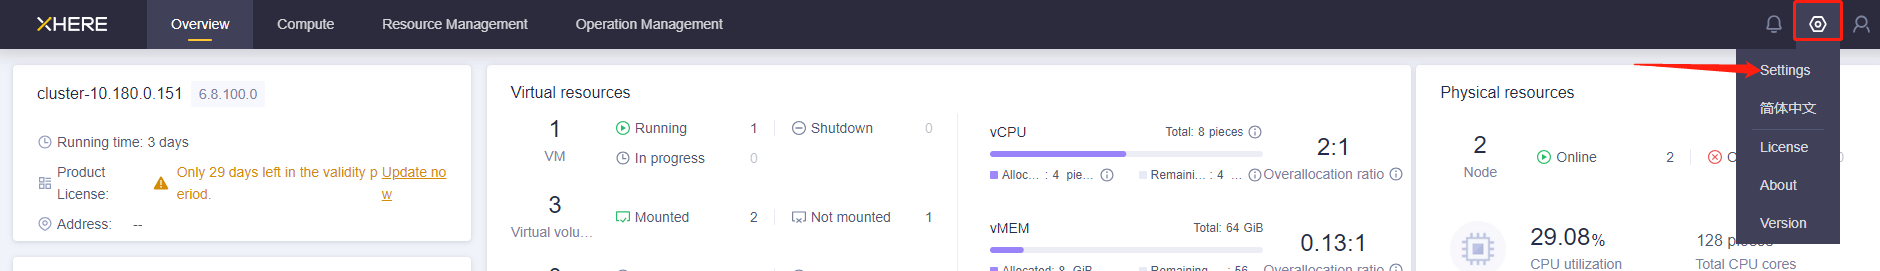 XHERE Overview Compute Resource Management Operation Management
cluster-10.180.0.151 6.8.100.0
Running time: 3 days
Product License: Only 29 days left in the validity p
eriod.
Update no
w
Address: --
Virtual resources
1
VM
Running 1 Shutdown 0
In progress 0
3
Virtual volu...
Mounted 2 Not mounted 1
vCPU Total: 8 pieces
Alloc... : 4 pie... Remaini... : 4 ...
2:1
Overallocation ratio
vMEM Total: 64 GiB
Allocated: 8 GiB Remaining... : 56
0.13:1
Overallocation ratio
Physical resources
2
Node
Online 2
29.08%
CPU utilization
128
Total CPU cores
Settings
简体中文
License
About
Version